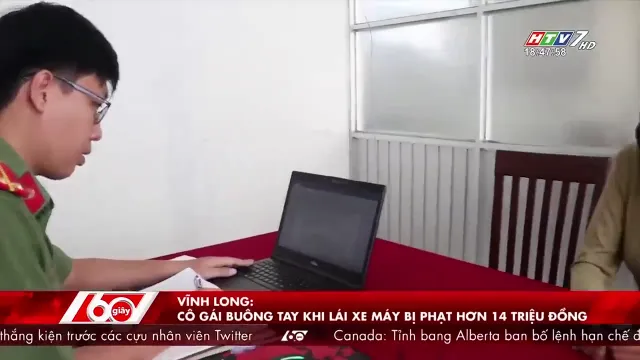 HTV7 HD
18:47:58
60 giây
VĨNH LONG:
CÔ GÁI BUÔNG TAY KHI LÁI XE MÁY BỊ PHẠT HƠN 14 TRIỆU ĐỒNG
thắng kiện trước các cựu nhân viên Twitter 60 Canada: Tỉnh bang Alberta ban bố lệnh hạn chế